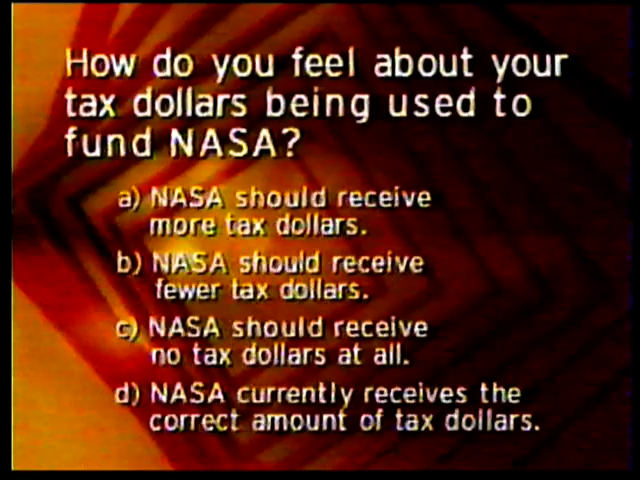 How do you feel about your
tax dollars being used to
fund NASA?
a) NASA should receive
more tax dollars.
b) NASA should receive
fewer tax dollars.
c) NASA should receive
no tax dollars at all.
d) NASA currently receives the
correct amount of tax dollars.